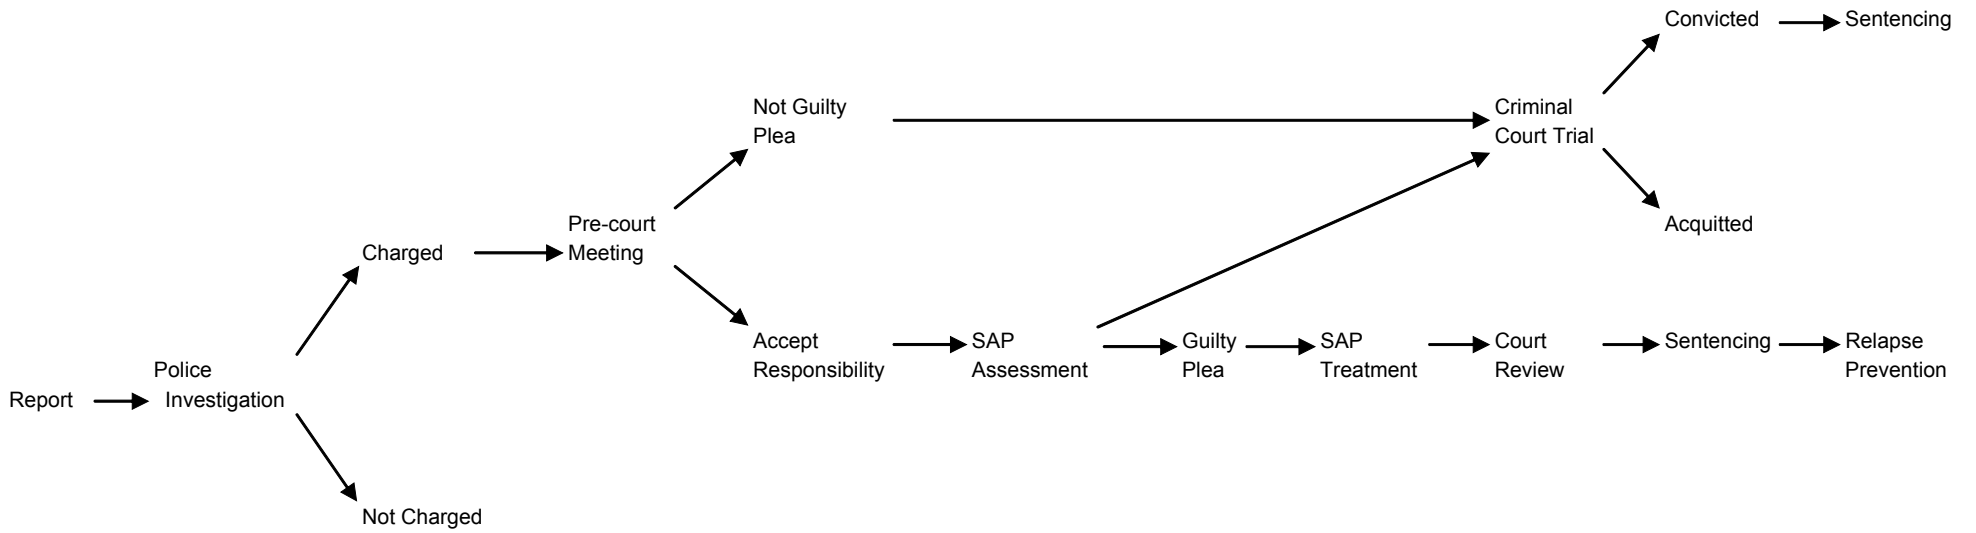 Convicted
Sentencing
Not Guilty
Plea
Criminal
Court Trial
Pre-court
Meeting
Charged
Acquitted
Accept
Responsibility
SAP
Assessment
Guilty
Plea
SAP
Treatment
Court
Review
Sentencing
Relapse
Prevention
Police
Investigation
Report
Not Charged